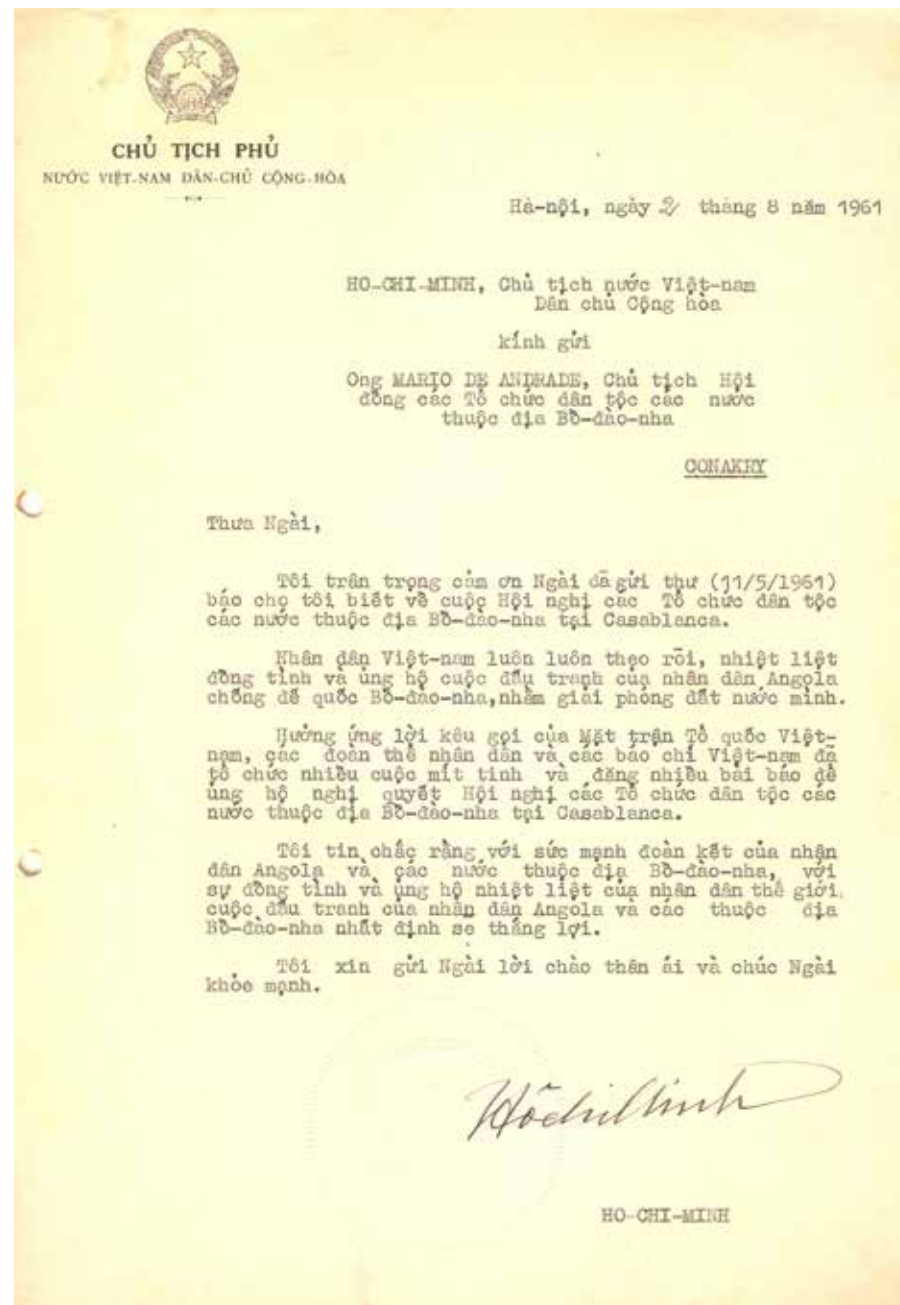 CHỦ TỊCH PHỦ
NƯỚC VIỆT-NAM DÂN-CHỦ CỘNG-HÒA
Hà-nội, ngày 2 tháng 8 năm 1961
HO-CHI-MINH, Chủ tịch nước Việt-nam
Dân chủ Cộng hòa
kính gửi
Ong MARIO DE ANDRADE, Chủ tịch Hội
đồng các Tổ chức dân tộc các nước
thuộc địa Bồ-đào-nha
CONAKRY
Thưa Ngài,
Tôi trân trọng cảm ơn Ngài đã gửi thư (11/5/1961)
báo cho tôi biết về cuộc Hội nghị các Tổ chức dân tộc
các nước thuộc địa Bồ-đào-nha tại Casablanca.
Nhân dân Việt-nam luôn luôn theo rõi, nhiệt liệt
đồng tình và ủng hộ cuộc đấu tranh của nhân dân Angola
chống đế quốc Bồ-đào-nha,nhằm giải phóng đất nước mình.
Hưởng ứng lời kêu gọi của Mặt trận Tổ quốc Việt-
nam, các đoàn thể nhân dân và các báo chí Việt-nam đã
tổ chức nhiều cuộc mít tinh và đăng nhiều bài báo để
ủng hộ nghị quyết Hội nghị các Tổ chức dân tộc các
nước thuộc địa Bồ-đào-nha tại Casablanca.
Tôi tin chắc rằng với sức mạnh đoàn kết của nhân
dân Angola và các nước thuộc địa Bồ-đào-nha, với
sự đồng tình và ủng hộ nhiệt liệt của nhân dân thế giới,
cuộc đấu tranh của nhân dân Angola và các thuộc địa
Bồ-đào-nha nhất định sẽ thắng lợi.
Tôi xin gửi Ngài lời chào thân ái và chúc Ngài
khỏe mạnh.
Hồchíminh
HO-CHI-MINH